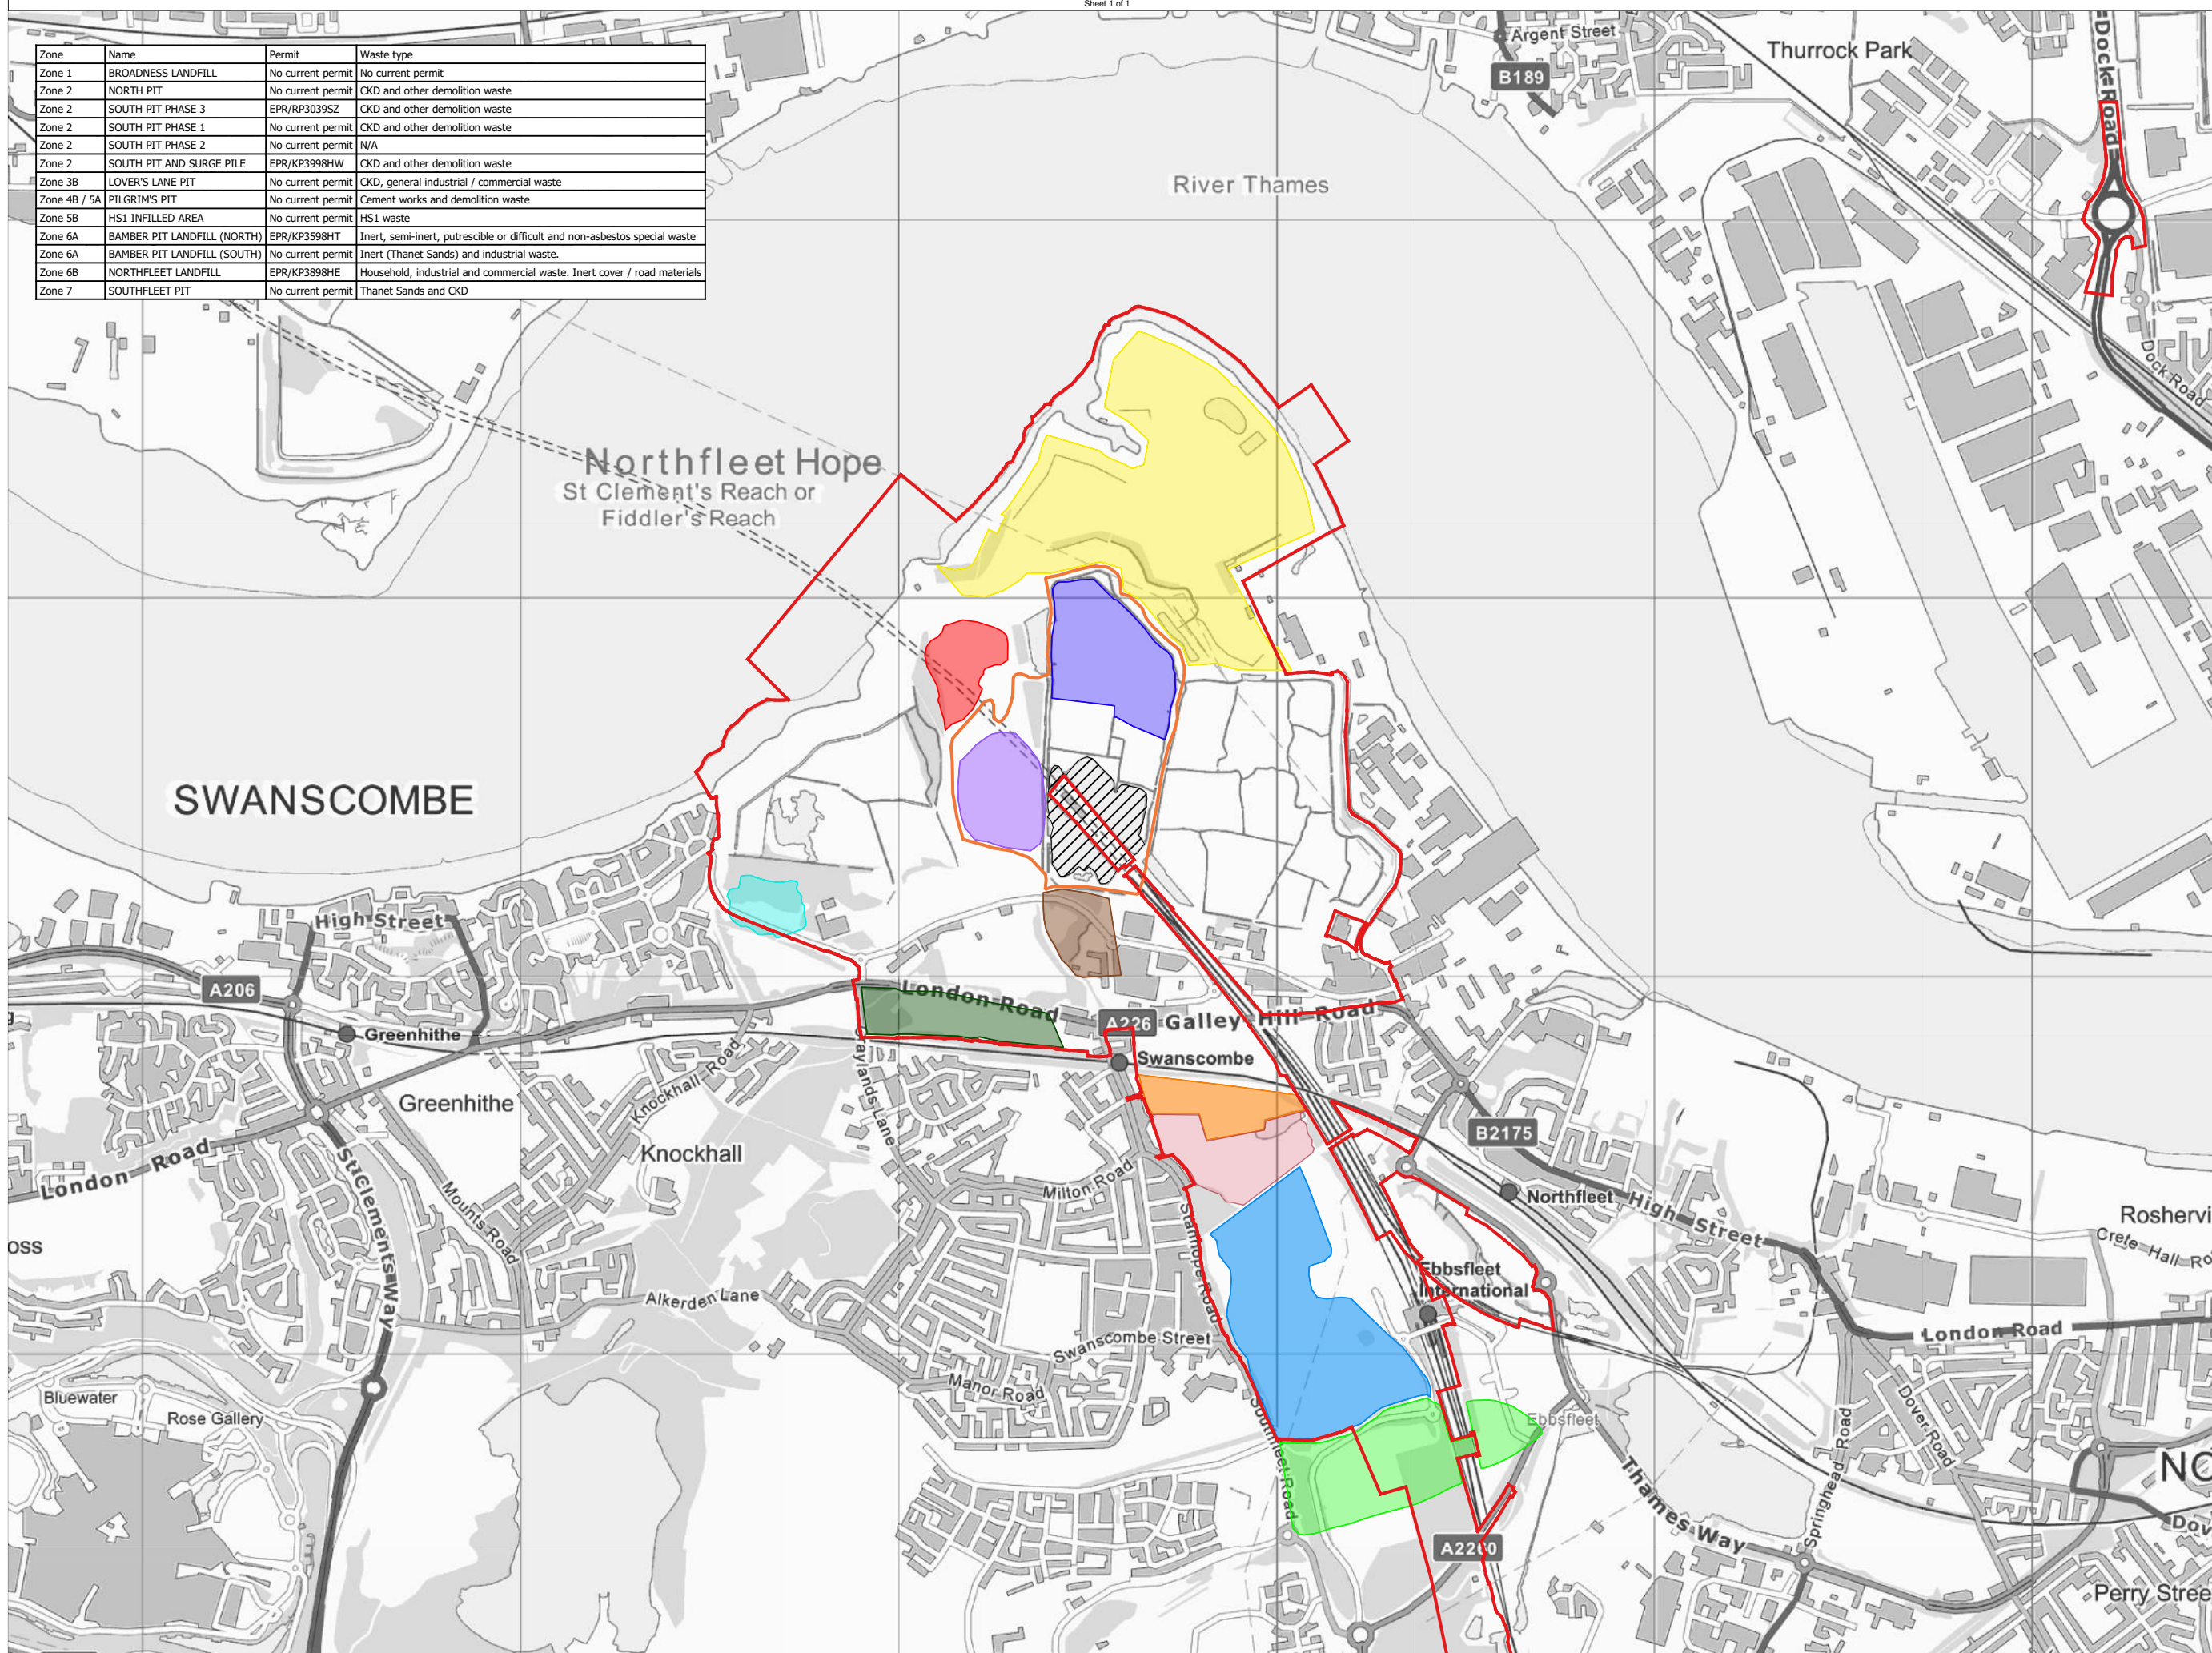 Sheet 1 of 1
Zone Name Permit Waste type
Zone 1 BROADNESS LANDFILL No current permit No current permit
Zone 2 NORTH PIT No current permit CKD and other demolition waste
Zone 2 SOUTH PIT PHASE 3 EPR/RP3039SZ CKD and other demolition waste
Zone 2 SOUTH PIT PHASE 1 No current permit CKD and other demolition waste
Zone 2 SOUTH PIT PHASE 2 No current permit N/A
Zone 2 SOUTH PIT AND SURGE PILE EPR/KP3998HW CKD and other demolition waste
Zone 3B LOVER'S LANE PIT No current permit CKD, general industrial / commercial waste
Zone 4B / 5A PILGRIM'S PIT No current permit Cement works and demolition waste
Zone 5B HS1 INFILLED AREA No current permit HS1 waste
Zone 6A BAMBER PIT LANDFILL (NORTH) EPR/KP3598HT Inert, semi-inert, putrescible or difficult and non-asbestos special waste
Zone 6A BAMBER PIT LANDFILL (SOUTH) No current permit Inert (Thanet Sands) and industrial waste.
Zone 6B NORTHFLEET LANDFILL EPR/KP3898HE Household, industrial and commercial waste. Inert cover / road materials
Zone 7 SOUTHFLEET PIT No current permit Thanet Sands and CKD
Argent Street
B189
Thurrock Park
Dock Road
River Thames
Dock Road
Northfleet Hope
St Clement's Reach or
Fiddler's Reach
SWANSCOMBE
High Street
A206
Greenhithe
London Road
A226
Galley Hill Road
Swanscombe
Greenhithe
Knockhall Road
Knockhall
London Road
St Clements Way
Mounts Road
Milton Road
Stanhope Road
B2175
Northfleet
High Street
Roshervi
Crete Hall Ro
oss
Alkerden Lane
Ebbsfleet
International
London Road
Swanscombe Street
Manor Road
Bluewater
Rose Gallery
Southfleet Road
Ebbsfleet
Dover Road
Springhead Road
NO
Dov
Thames Way
A2260
Perry Stree